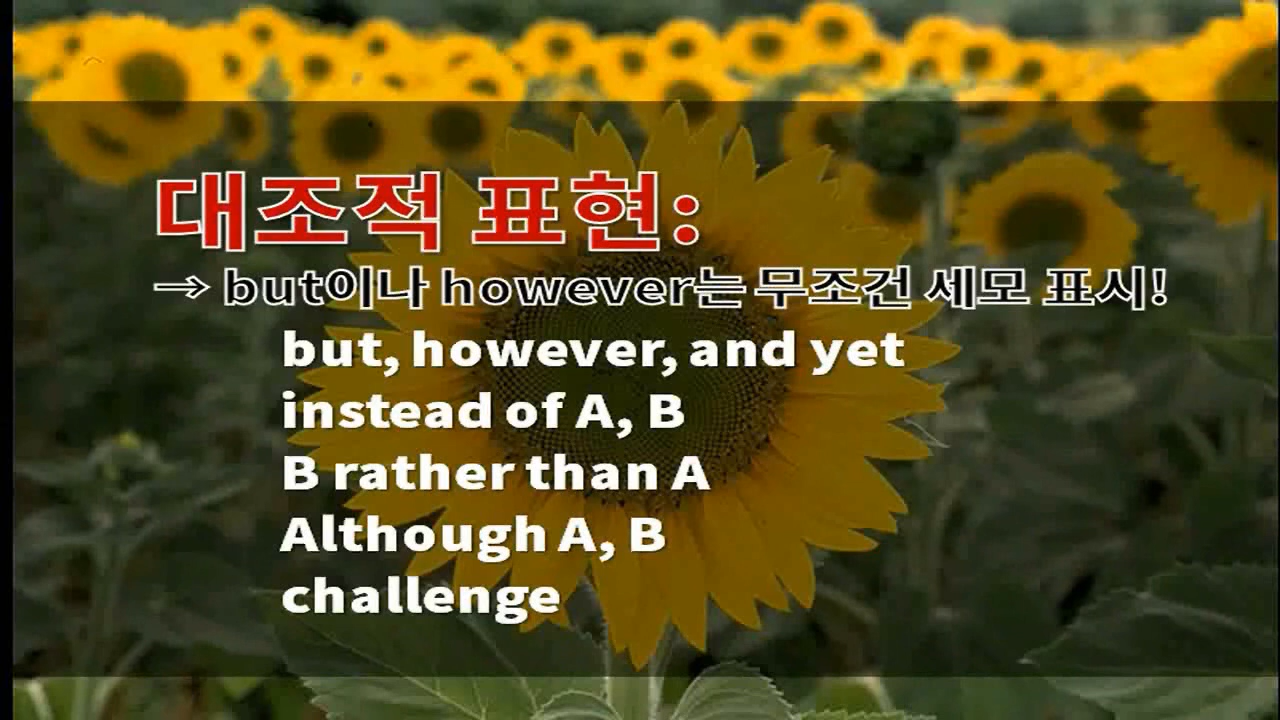 대조적 표현:
→ but이나 however는 무조건 세모 표시!
but, however, and yet
instead of A, B
B rather than A
Although A, B
challenge